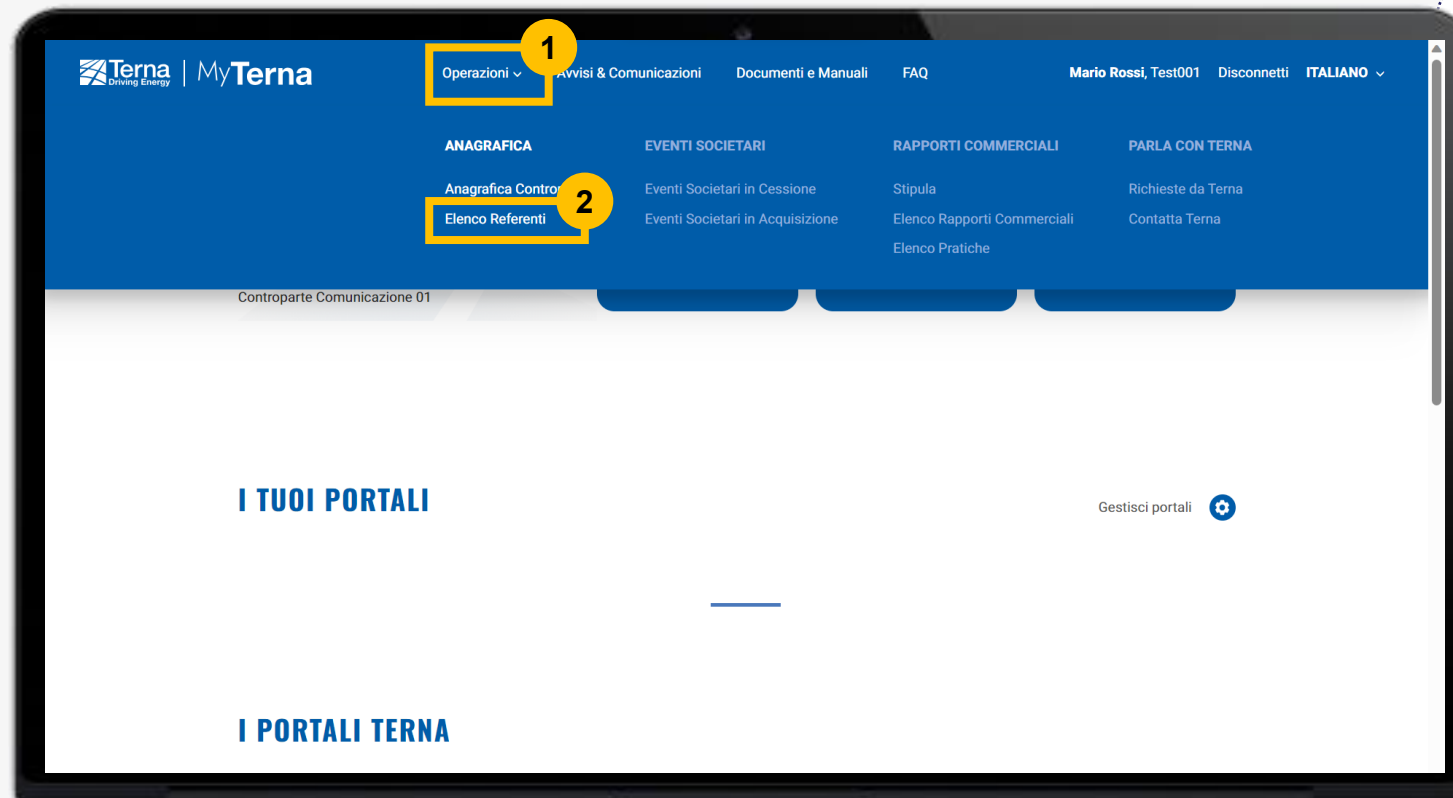 1
Terna
Driving Energy
MyTerna
Operazioni
Avvisi & Comunicazioni
Documenti e Manuali
FAQ
Mario Rossi, Test001
Disconnetti
ITALIANO
ANAGRAFICA
Anagrafica
2
Elenco Referenti
EVENTI SOCIETARI
Eventi Societari in Cessione
Eventi Societari in Acquisizione
RAPPORTI COMMERCIALI
Stipula
Elenco Rapporti Commerciali
Elenco Pratiche
PARLA CON TERNA
Richieste da Terna
Contatta Terna
Controparte Comunicazione 01
I TUOI PORTALI
Gestisci portali
I PORTALI TERNA